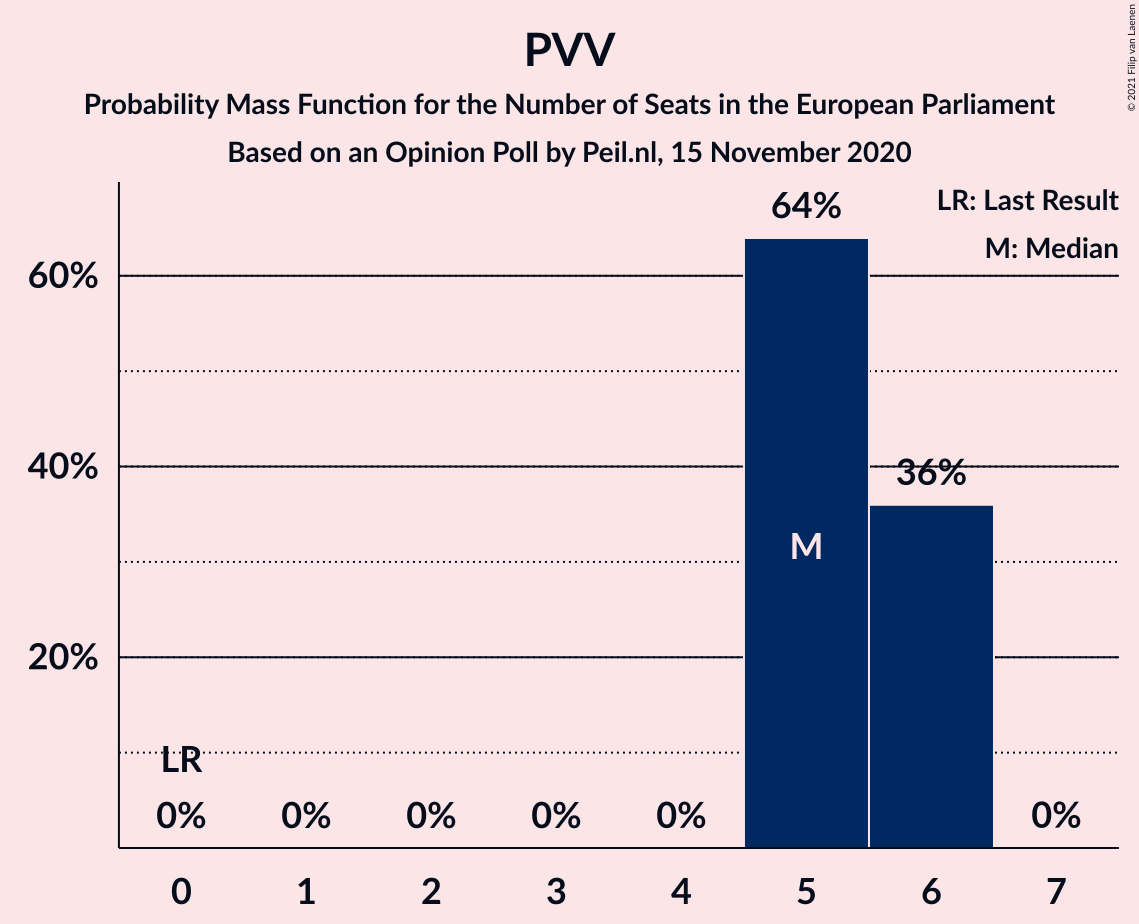 PVV
Probability Mass Function for the Number of Seats in the European Parliament
Based on an Opinion Poll by Peil.nl, 15 November 2020
© 2021 Filip van Laenen
LR: Last Result
M: Median
64%
60%
40%
36%
M
20%
LR
0% 0% 0% 0% 0% 0%
0 1 2 3 4 5 6 7